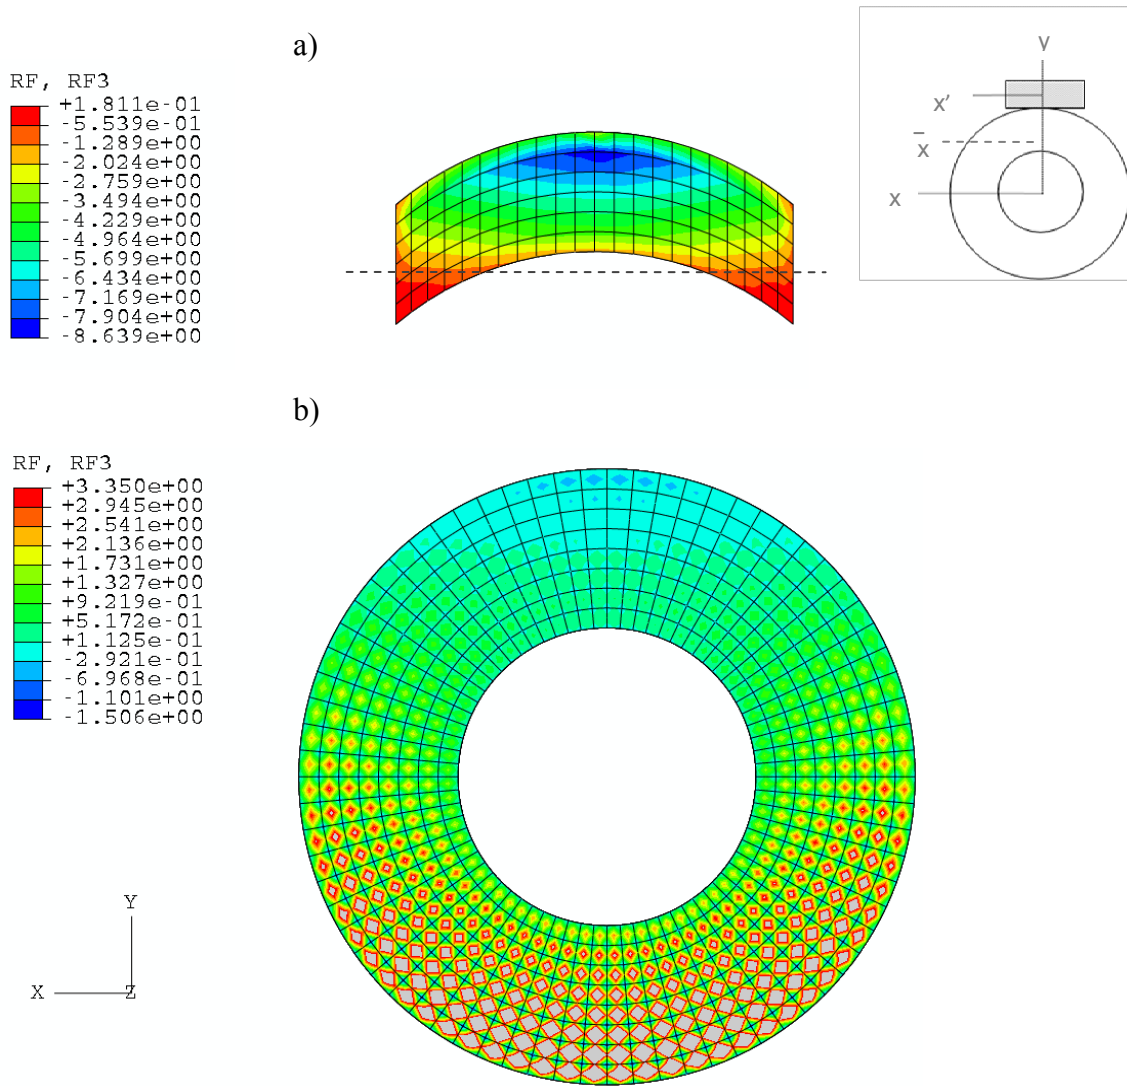 a)
RF, RF3
+1.811e-01
-5.539e-01
-1.289e+00
-2.024e+00
-2.759e+00
-3.494e+00
-4.229e+00
-4.964e+00
-5.699e+00
-6.434e+00
-7.169e+00
-7.904e+00
-8.639e+00
y
x'
x̄
x
b)
RF, RF3
+3.350e+00
+2.945e+00
+2.541e+00
+2.136e+00
+1.731e+00
+1.327e+00
+9.219e-01
+5.172e-01
+1.125e-01
-2.921e-01
-6.968e-01
-1.101e+00
-1.506e+00
Y
X
Z